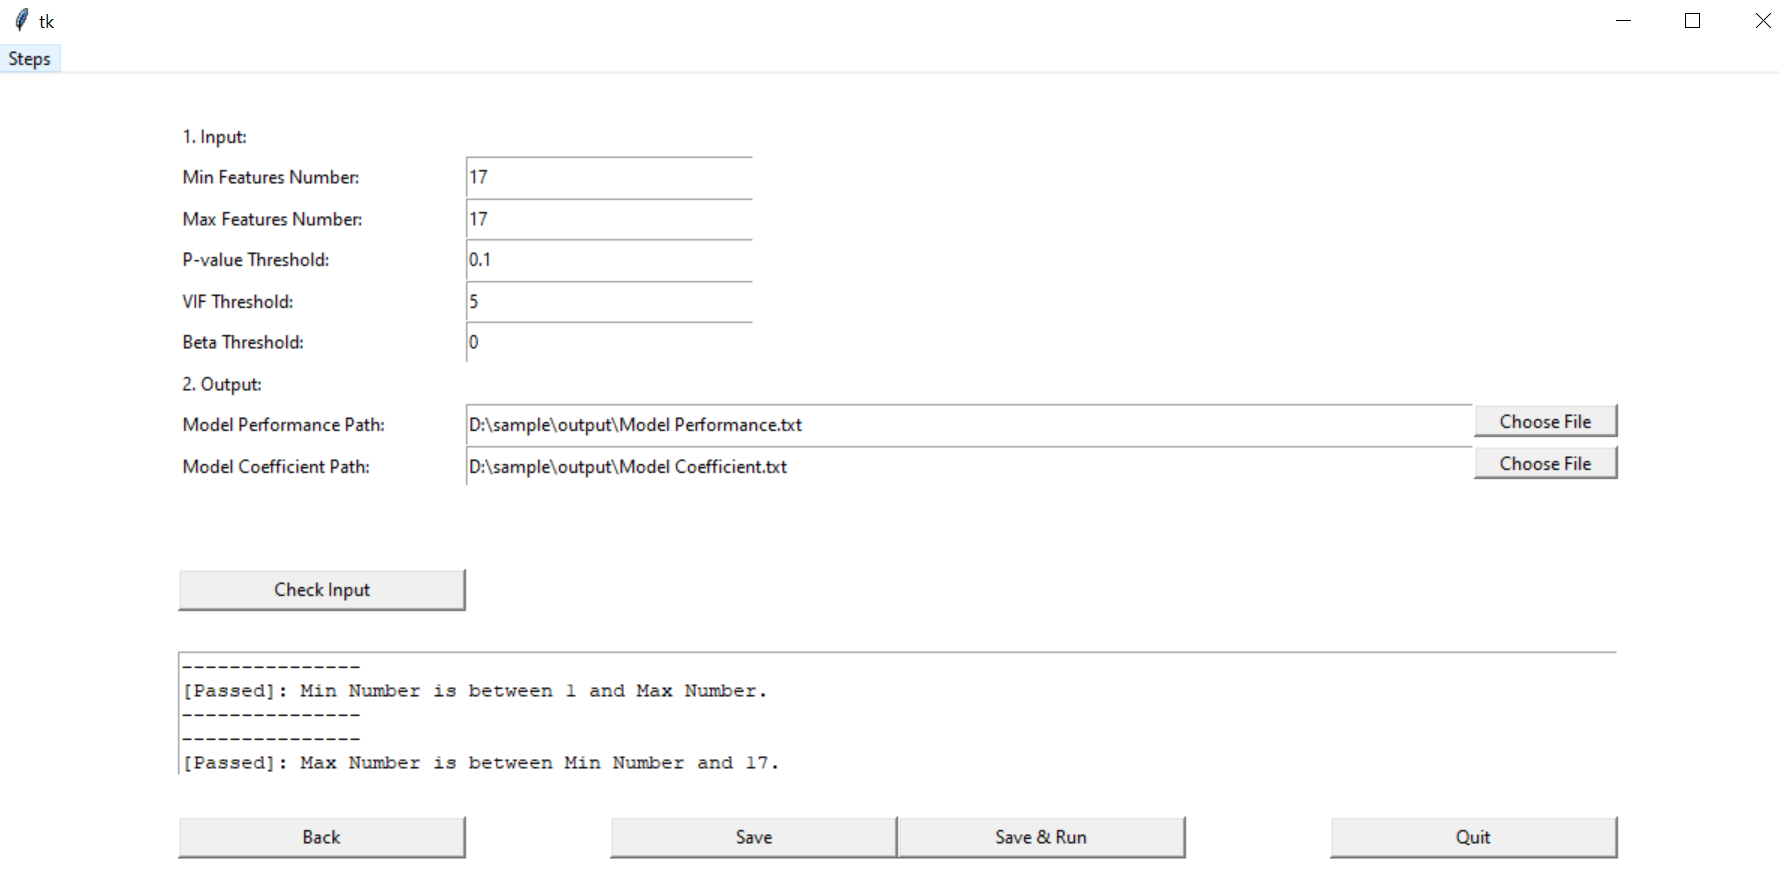 tk
Steps
1. Input:
Min Features Number: 17
Max Features Number: 17
P-value Threshold: 0.1
VIF Threshold: 5
Beta Threshold: 0
2. Output:
Model Performance Path: D:\sample\output\Model Performance.txt Choose File
Model Coefficient Path: D:\sample\output\Model Coefficient.txt Choose File
Check Input
---------------
[Passed]: Min Number is between 1 and Max Number.
---------------
---------------
[Passed]: Max Number is between Min Number and 17.
Back Save Save & Run Quit